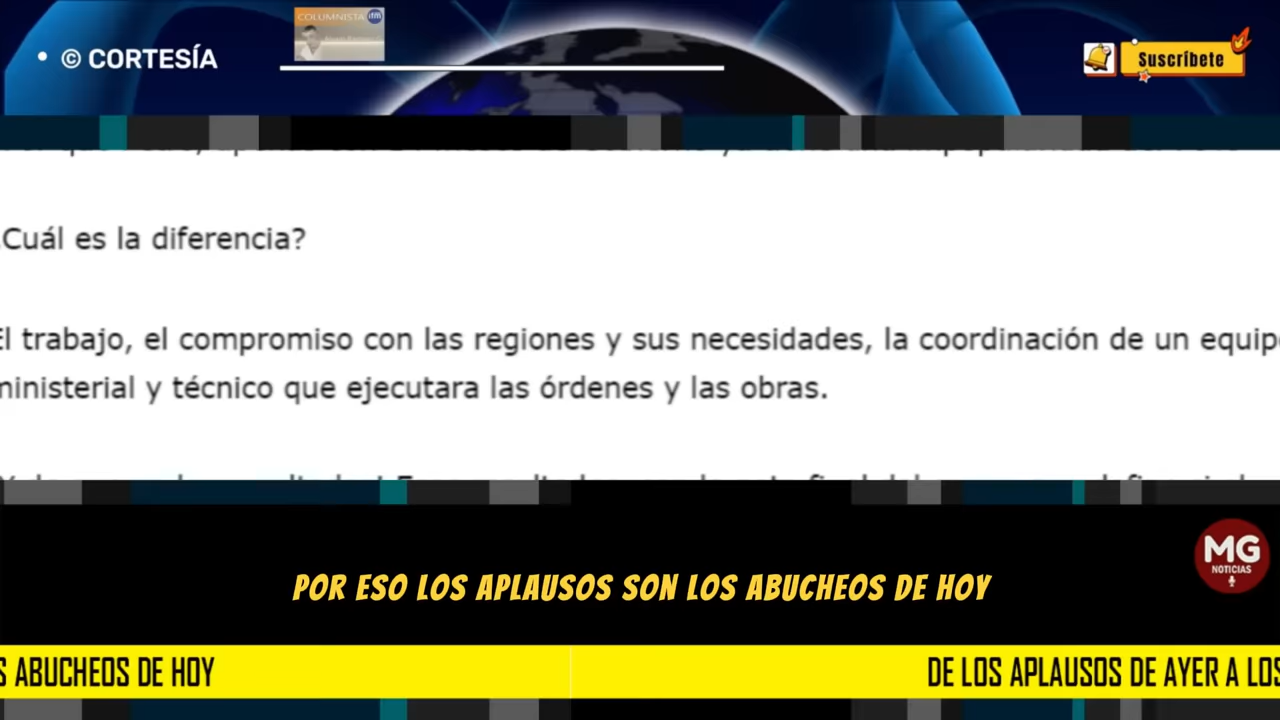 COLUMNISTA ifm
• © CORTESÍA
Suscríbete
Cuál es la diferencia?
El trabajo, el compromiso con las regiones y sus necesidades, la coordinación de un equip
ministerial y técnico que ejecutara las órdenes y las obras.
MG
NOTICIAS
POR ESO LOS APLAUSOS SON LOS ABUCHEOS DE HOY
S ABUCHEOS DE HOY
DE LOS APLAUSOS DE AYER A LOS